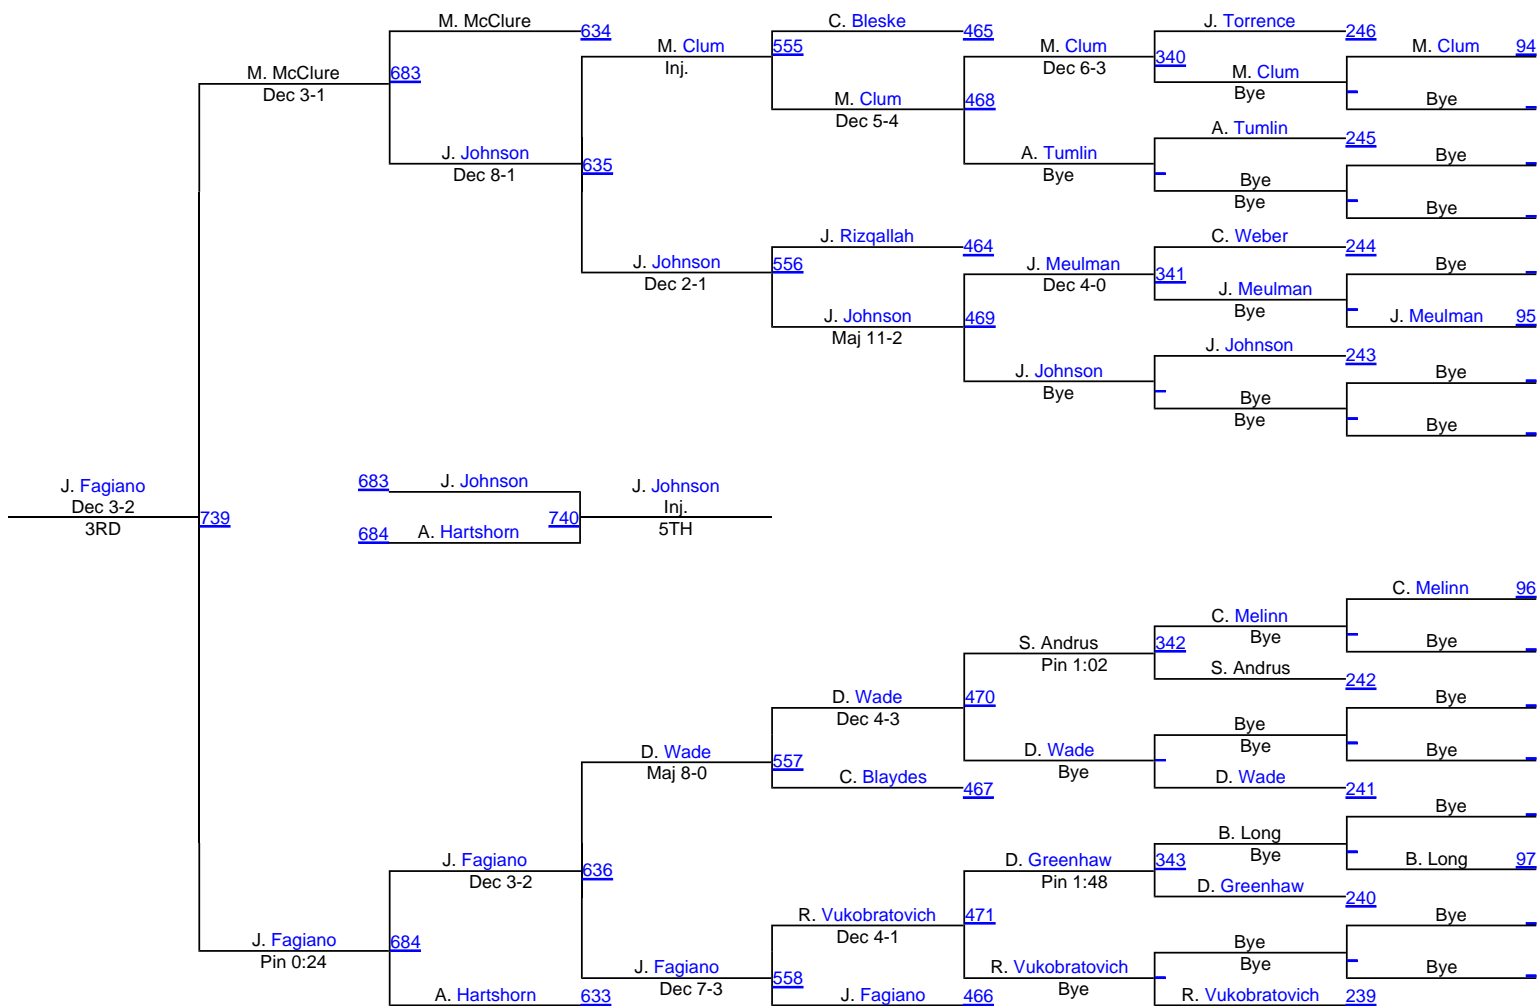 M. McClure 634
C. Bleske 465
J. Torrence 246
M. Clum 555
Inj.
M. Clum 340
Dec 6-3
M. Clum 94
M. McClure 683
Dec 3-1
M. Clum
Bye
M. Clum 468
Dec 5-4
Bye
A. Tumlin 245
J. Johnson 635
Dec 8-1
A. Tumlin
Bye
Bye
Bye
Bye
Bye
J. Rizqallah 464
C. Weber 244
J. Johnson 556
Dec 2-1
J. Meulman 341
Dec 4-0
Bye
J. Meulman
Bye
J. Johnson 469
Maj 11-2
J. Meulman 95
J. Johnson 243
J. Johnson
Bye
Bye
Bye
Bye
Bye
J. Fagiano
Dec 3-2
3RD
739
683 J. Johnson
J. Johnson
Inj.
5TH
740
684 A. Hartshorn
C. Melinn 96
C. Melinn
Bye
S. Andrus 342
Pin 1:02
Bye
S. Andrus 242
D. Wade 470
Dec 4-3
Bye
Bye
Bye
D. Wade 557
Maj 8-0
D. Wade
Bye
Bye
C. Blaydes 467
D. Wade 241
Bye
B. Long
Bye
J. Fagiano 636
Dec 3-2
D. Greenhaw 343
Pin 1:48
B. Long 97
D. Greenhaw 240
R. Vukobratovich 471
Dec 4-1
Bye
J. Fagiano 684
Pin 0:24
Bye
Bye
J. Fagiano 558
Dec 7-3
R. Vukobratovich
Bye
Bye
A. Hartshorn 633
J. Fagiano 466
R. Vukobratovich 239